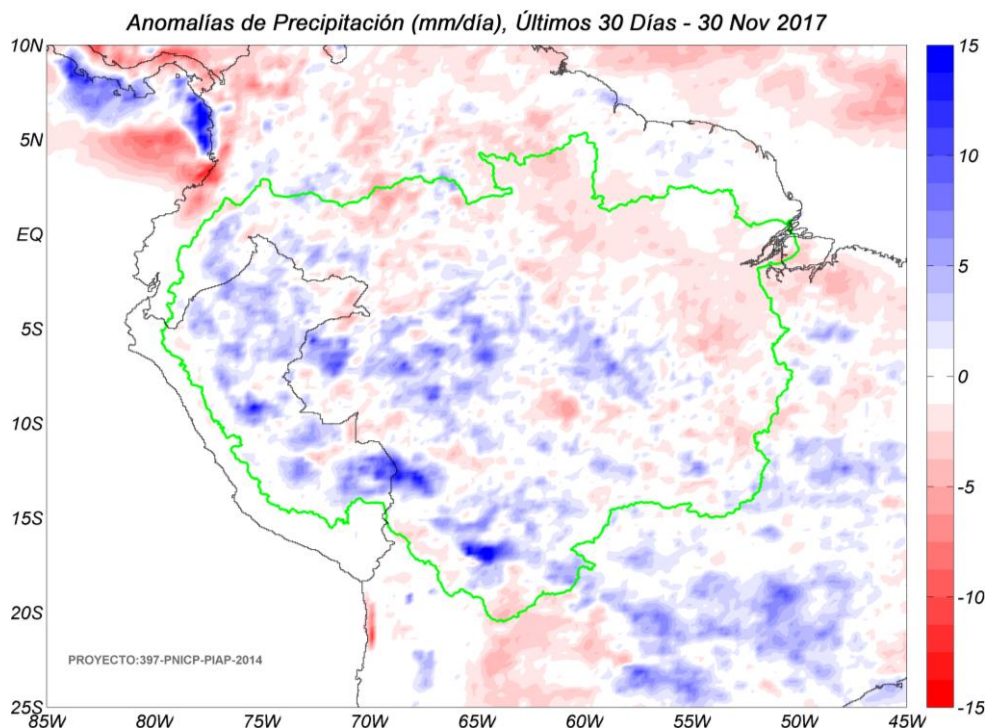 Anomalías de Precipitación (mm/día), Últimos 30 Días - 30 Nov 2017
10N
5N
EQ
5S
10S
15S
20S
25S
85W
80W
75W
70W
65W
60W
55W
50W
45W
15
10
5
0
-5
-10
-15
PROYECTO:397-PNICP-PIAP-2014